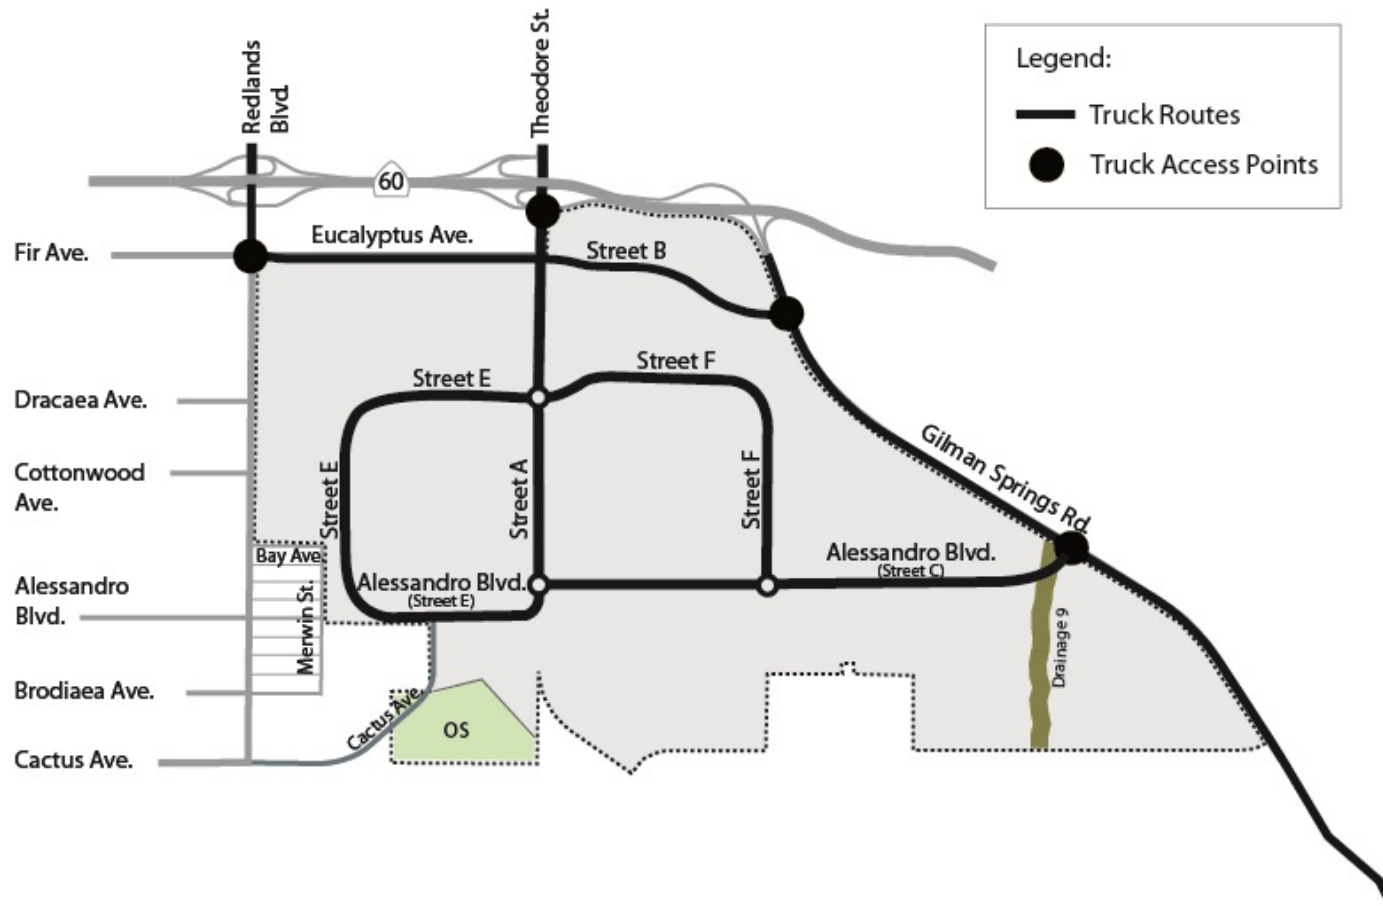 Redlands
Blvd.
Theodore St.
Legend:
Truck Routes
Truck Access Points
60
Fir Ave.
Eucalyptus Ave.
Street B
Street F
Street E
Dracaea Ave.
Gilman Springs Rd.
Cottonwood
Ave.
Street E
Street A
Street F
Bay Ave
Alessandro Blvd.
(Street C)
Alessandro
Blvd.
Alessandro Blvd.
(Street E)
Merwin St.
Drainage 9
Brodiaea Ave.
Cactus Ave.
OS
Cactus Ave.